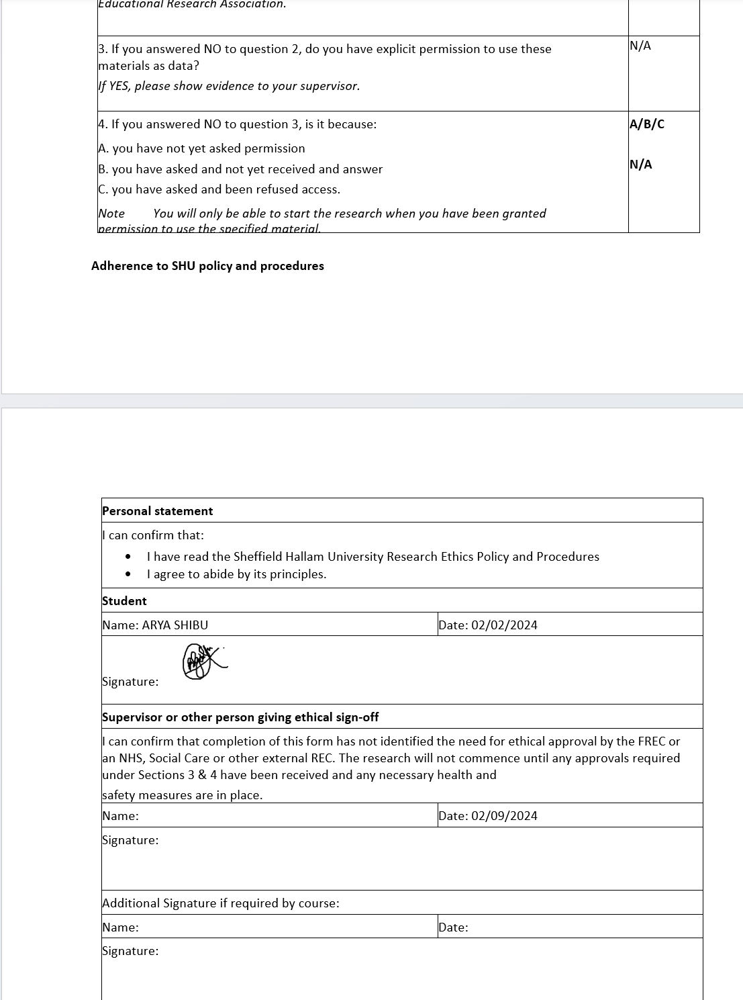 Educational Research Association.
3. If you answered NO to question 2, do you have explicit permission to use these
N/A
materials as data?
If YES, please show evidence to your supervisor.
4. If you answered NO to question 3, is it because:
A/B/C
A. you have not yet asked permission
B. you have asked and not yet received and answer
N/A
C. you have asked and been refused access.
Note You will only be able to start the research when you have been granted
permission to use the specified material.
Adherence to SHU policy and procedures
Personal statement
I can confirm that:
• I have read the Sheffield Hallam University Research Ethics Policy and Procedures
• I agree to abide by its principles.
Student
Name: ARYA SHIBU
Date: 02/02/2024
Signature:
Supervisor or other person giving ethical sign-off
I can confirm that completion of this form has not identified the need for ethical approval by the FREC or
an NHS, Social Care or other external REC. The research will not commence until any approvals required
under Sections 3 & 4 have been received and any necessary health and
safety measures are in place.
Name:
Date: 02/09/2024
Signature:
Additional Signature if required by course:
Name:
Date:
Signature: